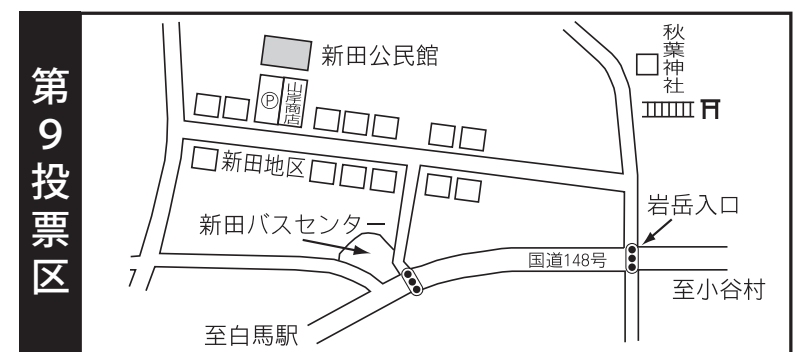 第9投票区
新田公民館
秋葉神社
Ⓟ
山岸商店
新田地区
岩岳入口
新田バスセンター
国道148号
至小谷村
至白馬駅